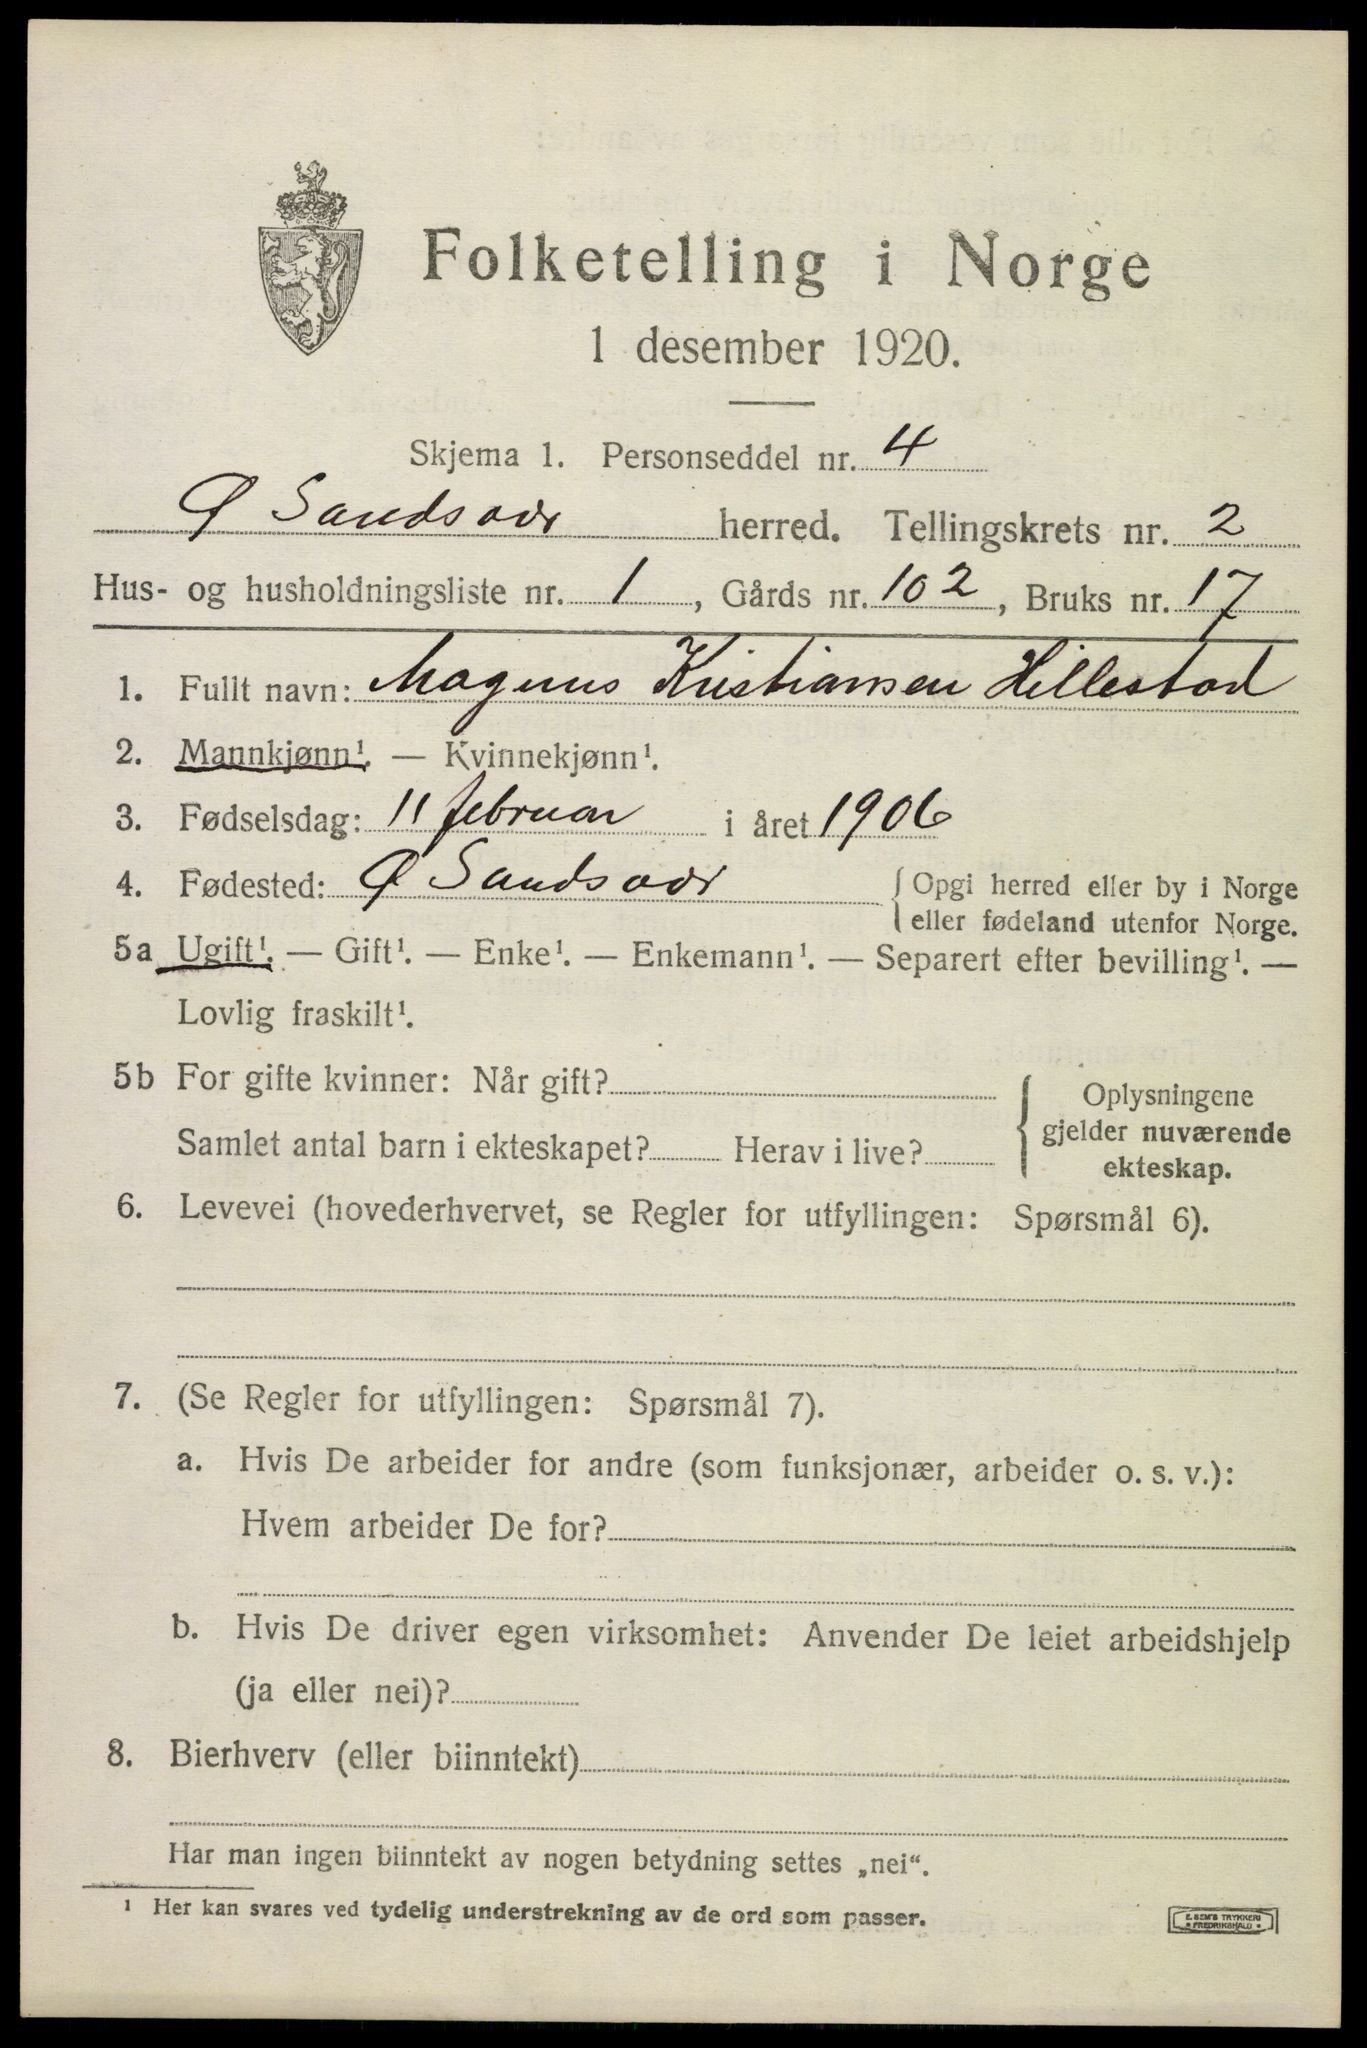 Folketelling i Norge
1 desember 1920.
Skjema 1. Personseddel nr. 4
Ø Sandsvær herred. Tellingskrets nr. 2
Hus- og husholdningsliste nr. 1, Gårds nr. 102, Bruks nr. 17
1. Fullt navn: Magnus Kristiansen Hillestad
2. Mannkjønn¹. — Kvinnekjønn¹.
3. Fødselsdag: 11 februar i året 1906
4. Fødested: Ø Sandsvær { Opgi herred eller by i Norge
eller fødeland utenfor Norge.
5a Ugift¹. — Gift¹. — Enke¹. — Enkemann¹. — Separert efter bevilling¹. —
Lovlig fraskilt¹.
5b For gifte kvinner: Når gift?
Samlet antal barn i ekteskapet? Herav i live?
Oplysningene
gjelder nuværende
ekteskap.
6. Levevei (hovederhvervet, se Regler for utfyllingen: Spørsmål 6).
7. (Se Regler for utfyllingen: Spørsmål 7).
a. Hvis De arbeider for andre (som funksjonær, arbeider o. s. v.):
Hvem arbeider De for?
b. Hvis De driver egen virksomhet: Anvender De leiet arbeidshjelp
(ja eller nei)?
8. Bierhverv (eller biinntekt)
Har man ingen biinntekt av nogen betydning settes „nei“.
¹ Her kan svares ved tydelig understrekning av de ord som passer.
E. SEM'S TRYKKERI
FREDRIKSHALD